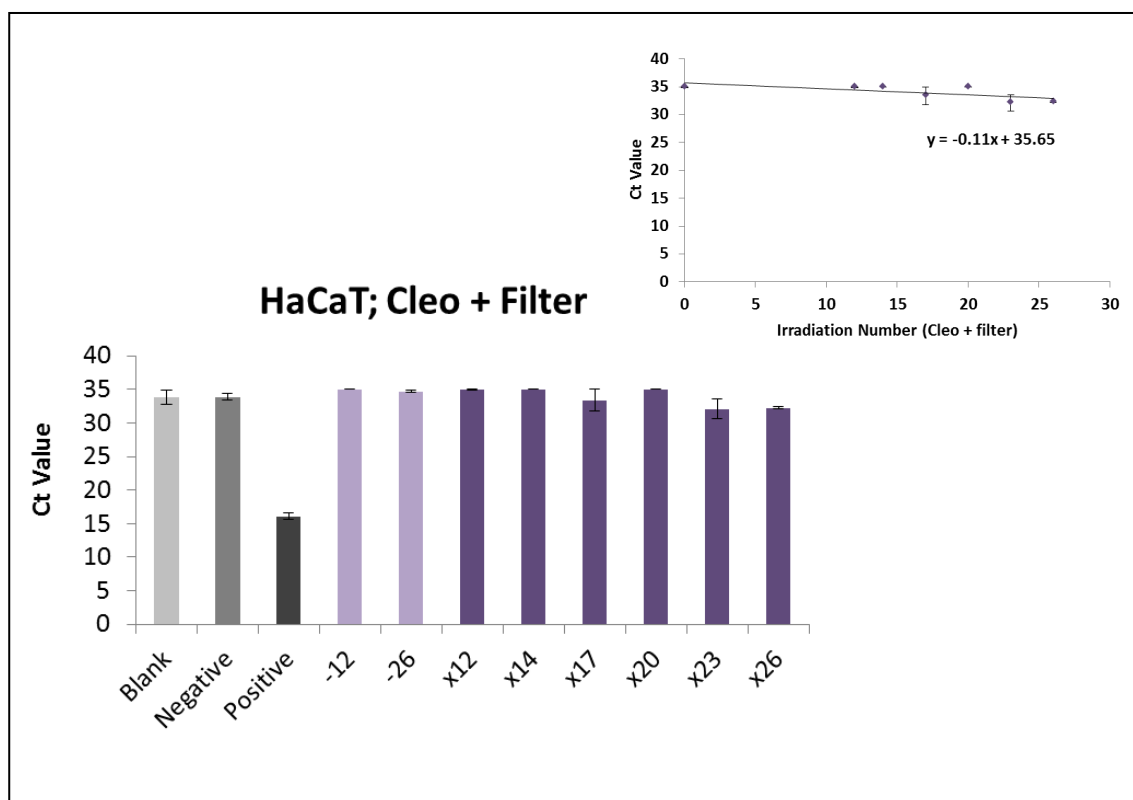 40
35
30
25
20
15
10
5
0
Ct Value
y = -0.11x + 35.65
0 5 10 15 20 25 30
Irradiation Number (Cleo + filter)
HaCaT; Cleo + Filter
40
35
30
25
20
15
10
5
0
Ct Value
Blank Negative Positive -12 -26 x12 x14 x17 x20 x23 x26